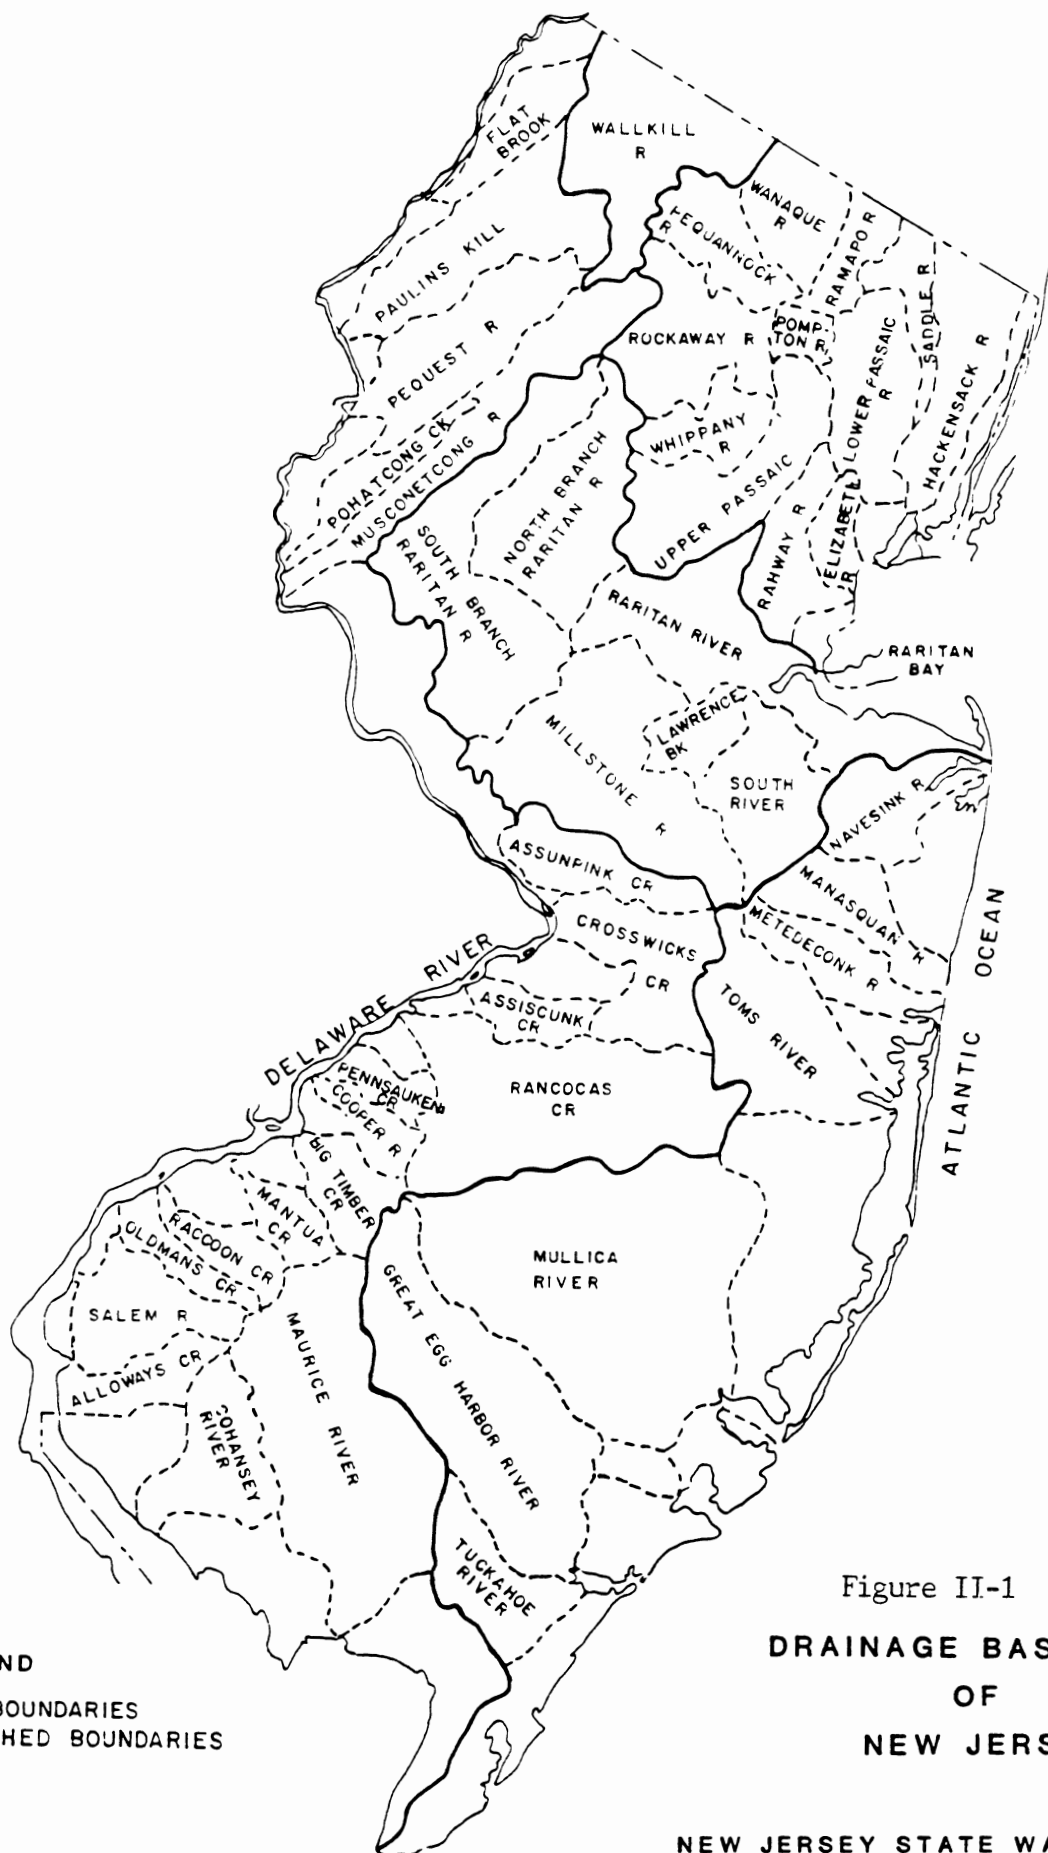 WALLKILL
R
FLAT
BROOK
WANAQUE
R
PEQUANNOCK
R
RAMAPO R
SADDLE R
PAULINS KILL
PEQUEST R
ROCKAWAY R
POMP-
TON R
LOWER PASSAIC
R
HACKENSACK R
POHATCONG CK
MUSCONETCONG R
WHIPPANY
R
NORTH BRANCH
RARITAN R
UPPER PASSAIC
SOUTH BRANCH
RARITAN R
RAHWAY R
ELIZABETH
R
RARITAN RIVER
RARITAN
BAY
MILLSTONE R
LAWRENCE
BK
SOUTH
RIVER
NAVESINK R
ASSUNPINK CR
MANASQUAN R
METEDECONK R
CROSSWICKS
CR
TOMS RIVER
ATLANTIC OCEAN
DELAWARE RIVER
ASSISCUNK
CR
RANCOCAS
CR
PENNSAUKEN
CR
COOPER R
BIG TIMBER
CR
MANTUA
CR
RACCOON CR
OLDMANS CR
SALEM R
ALLOWAYS CR
COHANSEY
RIVER
MAURICE RIVER
GREAT EGG HARBOR RIVER
MULLICA
RIVER
TUCKAHOE
RIVER
Figure II-1
DRAINAGE BAS
OF
NEW JERS
ND
BOUNDARIES
HED BOUNDARIES
NEW JERSEY STATE WA